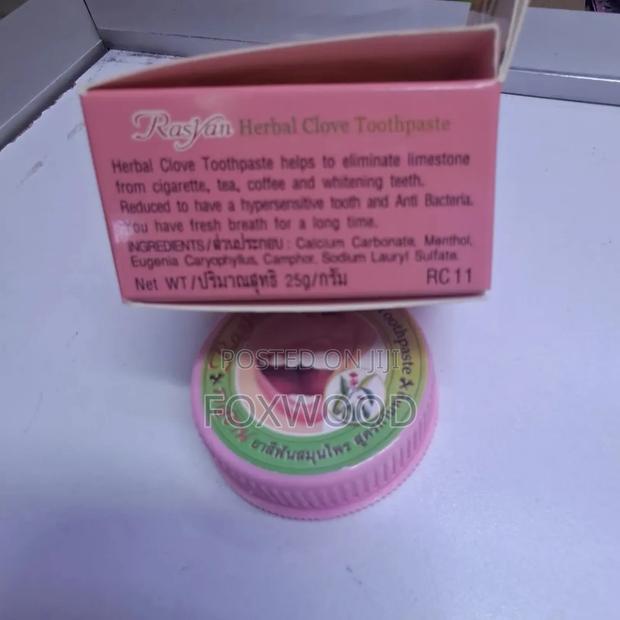 Rasyan Herbal Clove Toothpaste
Herbal Clove Toothpaste helps to eliminate limestone
from cigarette, tea, coffee and whitening teeth.
Reduced to have a hypersensitive tooth and Anti Bacteria.
You have fresh breath for a long time.
INGREDIENTS/ส่วนประกอบ : Calcium Carbonate, Menthol,
Eugenia Caryophyllus, Camphor, Sodium Lauryl Sulfate.
Net WT/ปริมาณสุทธิ 25g/กรัม RC 11
Toothpaste
POSTED ON JIJI
FOXWOOD
ยาสีฟันสมุนไพร